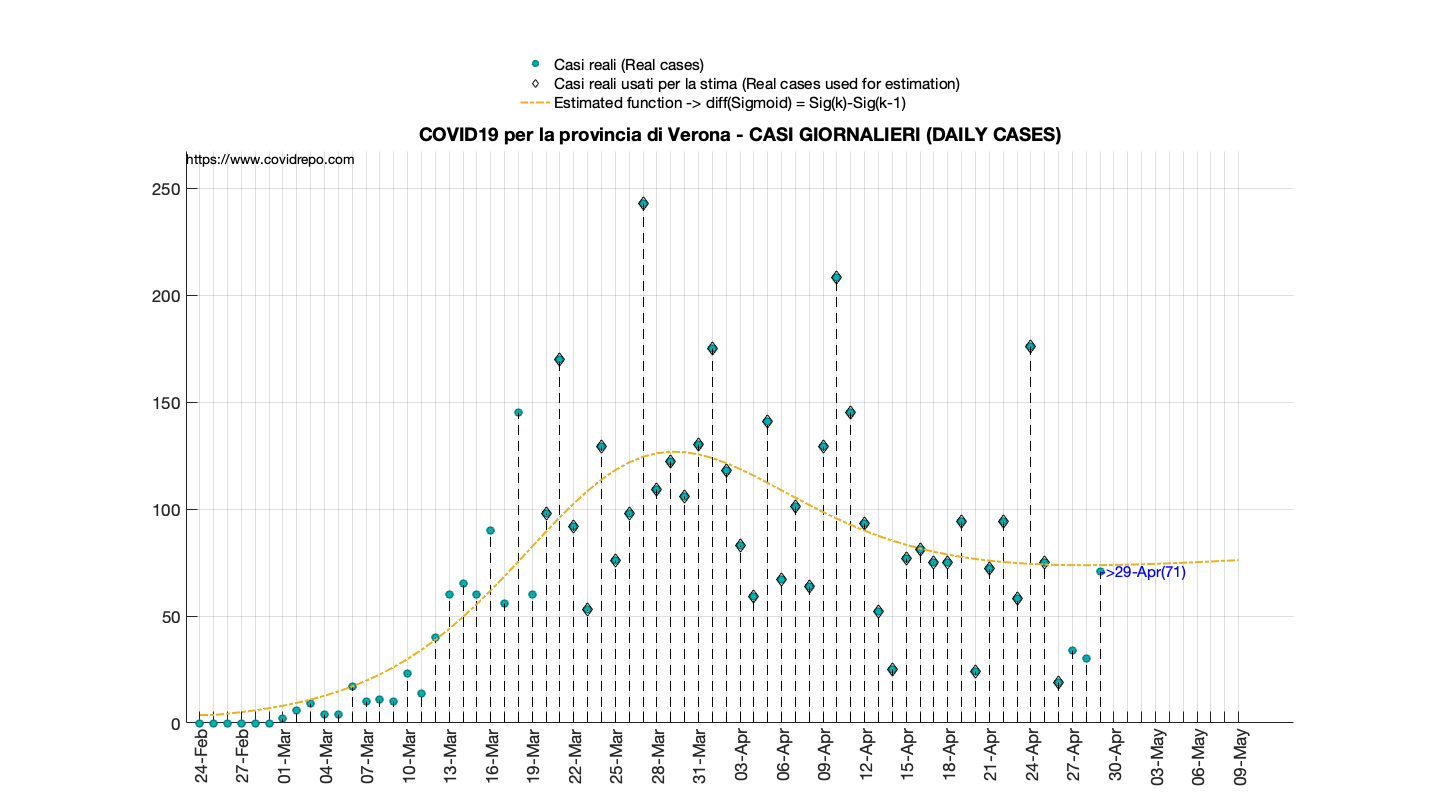 Casi reali (Real cases)
Casi reali usati per la stima (Real cases used for estimation)
Estimated function -> diff(Sigmoid) = Sig(k)-Sig(k-1)
COVID19 per la provincia di Verona - CASI GIORNALIERI (DAILY CASES)
https://www.covidrepo.com
250
200
150
100
50
0
>29-Apr(71)
24-Feb
27-Feb
01-Mar
04-Mar
07-Mar
10-Mar
13-Mar
16-Mar
19-Mar
22-Mar
25-Mar
28-Mar
31-Mar
03-Apr
06-Apr
09-Apr
12-Apr
15-Apr
18-Apr
21-Apr
24-Apr
27-Apr
30-Apr
03-May
06-May
09-May